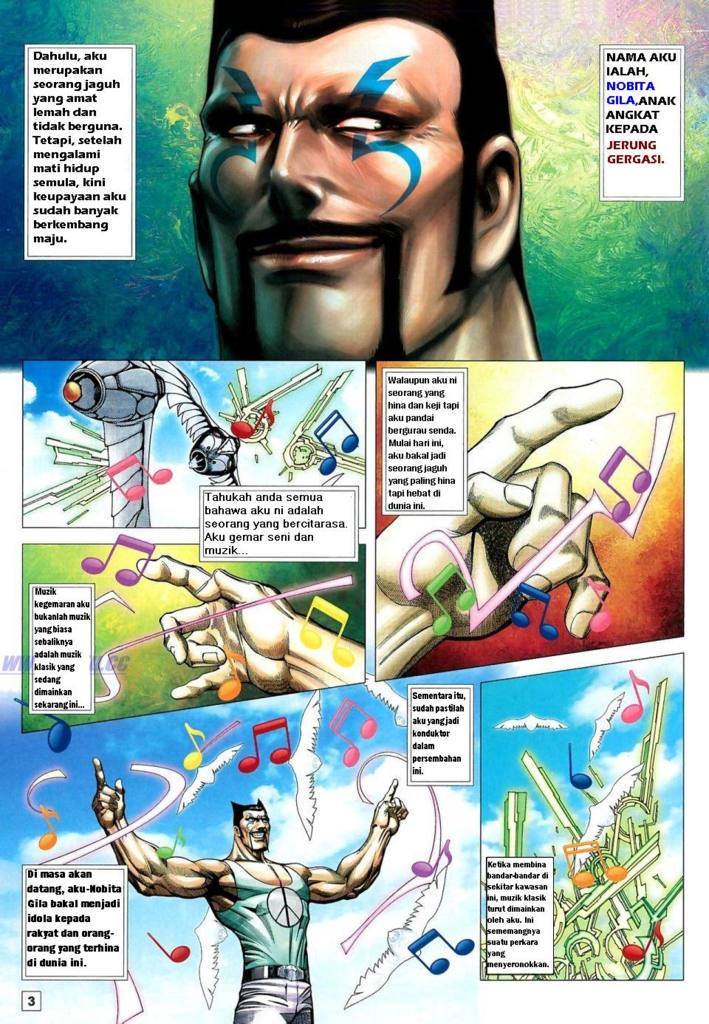 Dahulu, aku
merupakan
seorang jaguh
yang amat
lemah dan
tidak berguna.
Tetapi, setelah
mengalami
mati hidup
semula, kini
keupayaan aku
sudah banyak
berkembang
maju.
NAMA AKU
IALAH,
NOBITA
GILA,ANAK
ANGKAT
KEPADA
JERUNG
GERGASI.
Tahukah anda semua
bahawa aku ni adalah
seorang yang bercitarasa.
Aku gemar seni dan
muzik...
Walaupun aku ni
seorang yang
hina dan keji tapi
aku pandai
bergurau senda.
Mulai hari ini,
aku bakal jadi
seorang jaguh
yang paling hina
tapi hebat di
dunia ini.
Muzik
kegemaran aku
bukanlah muzik
yang biasa
sebaliknya
adalah muzik
klasik yang
sedang
dimainkan
sekarang ini...
Sementara itu,
sudah pastilah
aku yang jadi
konduktor
dalam
persembahan
ini.
Di masa akan
datang, aku-Nobita
Gila bakal menjadi
idola kepada
rakyat dan orang-
orang yang terhina
di dunia ini.
Ketika membina
bandar-bandar di
sekitar kawasan
ini, muzik klasik
turut dimainkan
oleh aku. Ini
sememangnya
suatu perkara
yang
menyeronokkan.
3